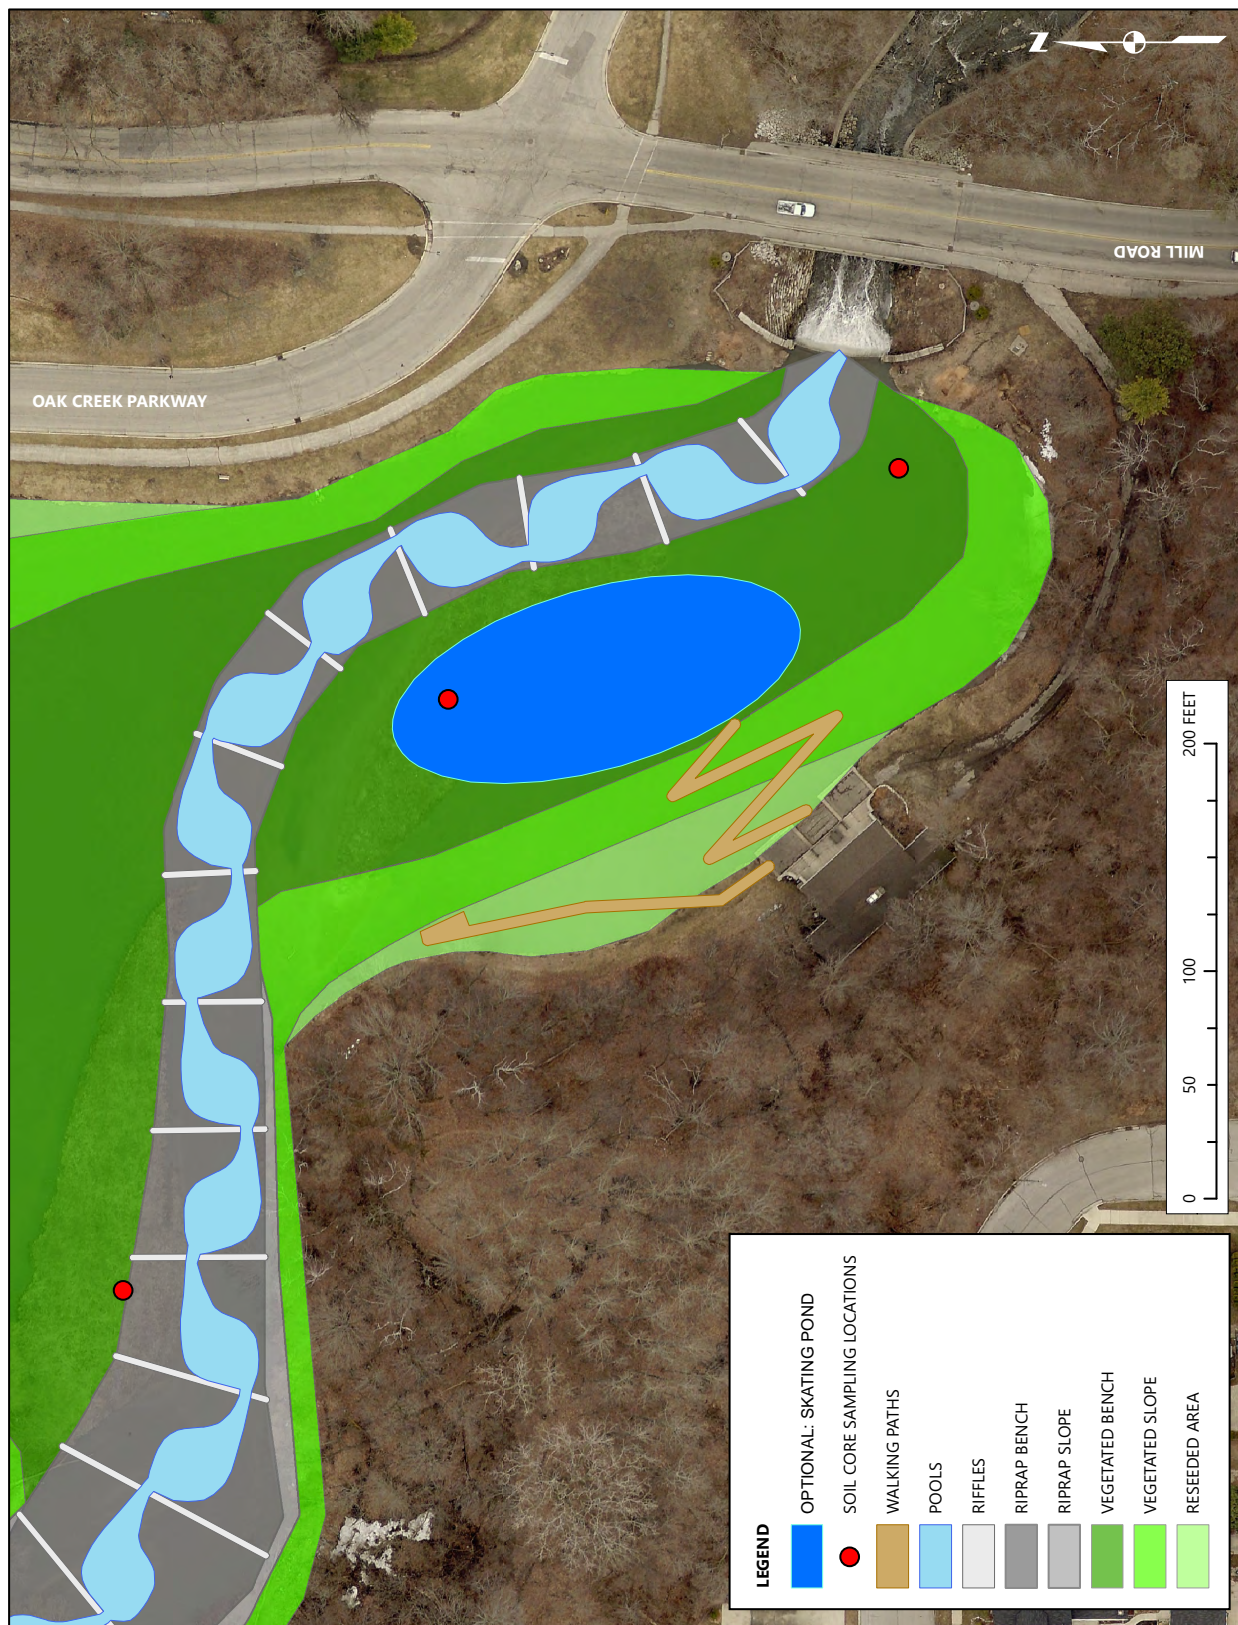 N
MILL ROAD
OAK CREEK PARKWAY
0 50 100 200 FEET
LEGEND
OPTIONAL: SKATING POND
SOIL CORE SAMPLING LOCATIONS
WALKING PATHS
POOLS
RIFFLES
RIPRAP BENCH
RIPRAP SLOPE
VEGETATED BENCH
VEGETATED SLOPE
RESEEDED AREA